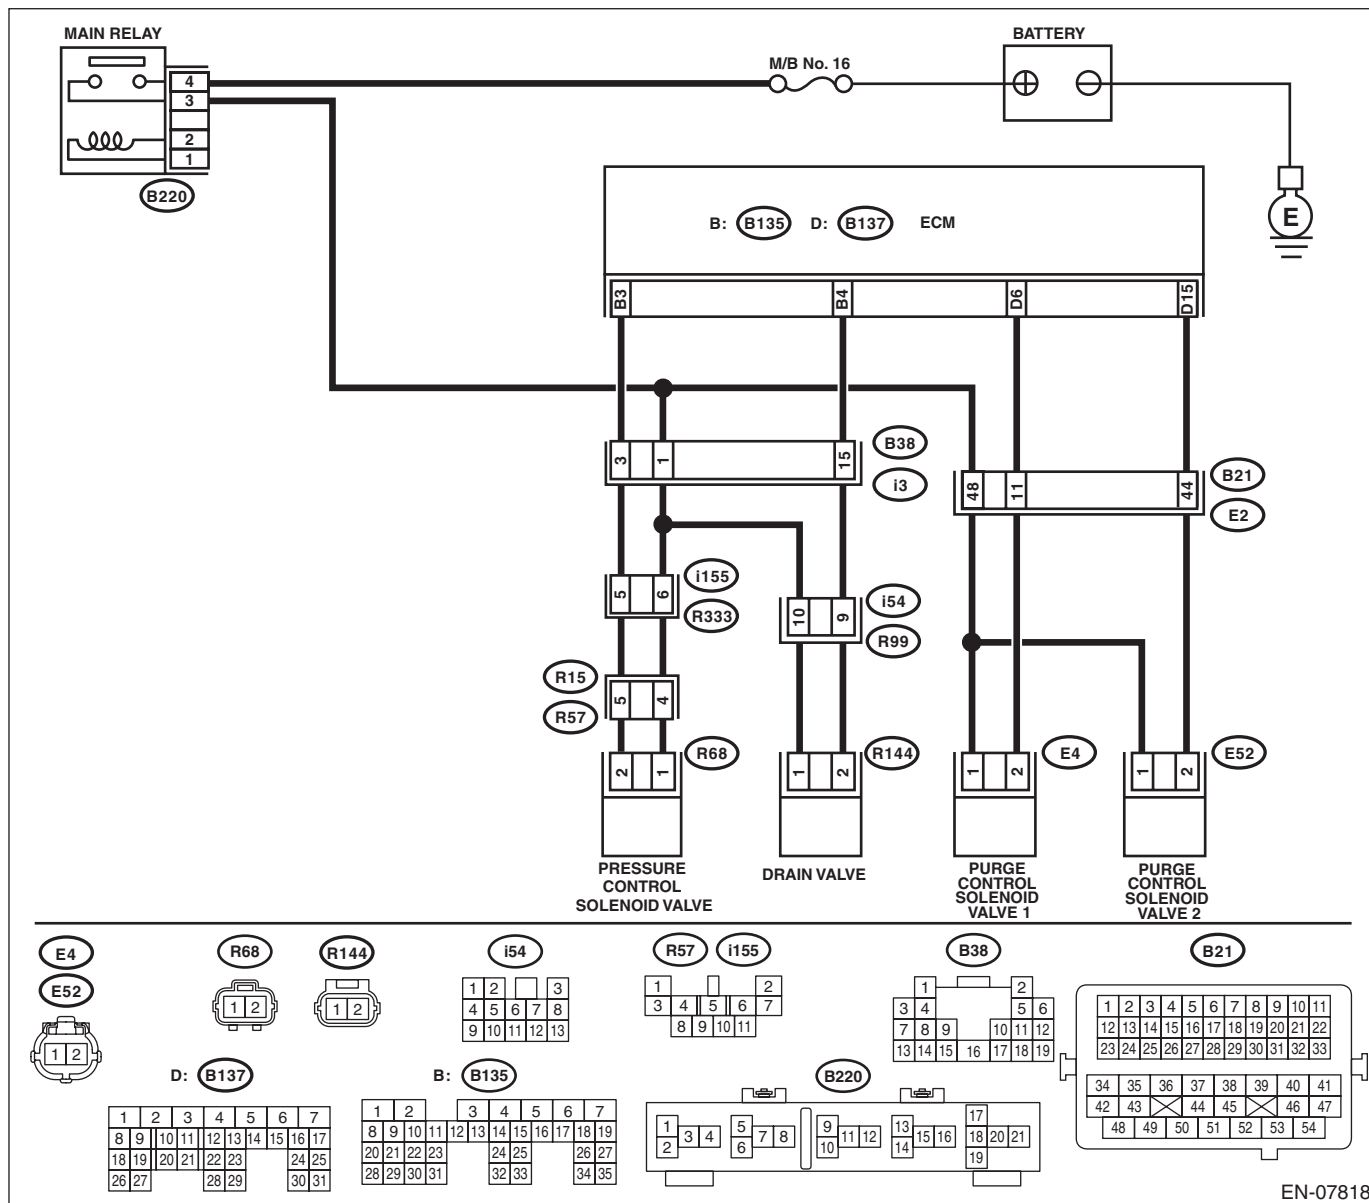 MAIN RELAY
BATTERY
M/B No. 16
4
3
2
1
B220
E
B: B135 D: B137 ECM
B3 B4 D6 D15
3 1 15
B38
i3
48 11 44
B21
E2
5 6
i155
R333
10 9
i54
R99
R15
R57
5 4
2 1
R68
1 2
R144
1 2
E4
1 2
E52
PRESSURE
CONTROL
SOLENOID VALVE
DRAIN VALVE
PURGE
CONTROL
SOLENOID
VALVE 1
PURGE
CONTROL
SOLENOID
VALVE 2
E4
E52
1 2
R68
1 2
R144
1 2
i54
1 2 3
4 5 6 7 8
9 10 11 12 13
R57 i155
1 2
3 4 5 6 7
8 9 10 11
B38
1 2
3 4 5 6
7 8 9 10 11 12
13 14 15 16 17 18 19
B21
1 2 3 4 5 6 7 8 9 10 11
12 13 14 15 16 17 18 19 20 21 22
23 24 25 26 27 28 29 30 31 32 33
34 35 36 37 38 39 40 41
42 43 44 45 46 47
48 49 50 51 52 53 54
D: B137
1 2 3 4 5 6 7
8 9 10 11 12 13 14 15 16 17
18 19 20 21 22 23 24 25
26 27 28 29 30 31
B: B135
1 2 3 4 5 6 7
8 9 10 11 12 13 14 15 16 17 18 19
20 21 22 23 24 25 26 27
28 29 30 31 32 33 34 35
B220
1 2 3 4
5 6 7 8
9 10 11 12
13 14 15 16
17 18 19 20 21
EN-07818